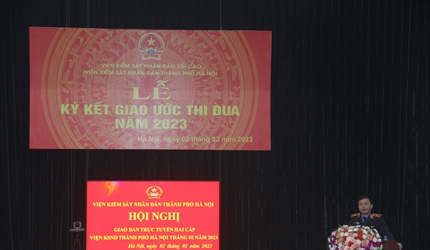 VIỆN KIỂM SÁT NHÂN DÂN TỐI CAO
VIỆN KIỂM SÁT NHÂN DÂN THÀNH PHỐ HÀ NỘI
LỄ
KÝ KẾT GIAO ƯỚC THI ĐUA
NĂM 2023
Hà Nội, ngày 02 tháng 02 năm 2023
VIỆN KIỂM SÁT NHÂN DÂN THÀNH PHỐ HÀ NỘI
HỘI NGHỊ
GIAO BAN TRỰC TUYẾN HAI CẤP
VIỆN KSND THÀNH PHỐ HÀ NỘI THÁNG 02 NĂM 2023
Hà Nội, ngày 02 tháng 02 năm 2023